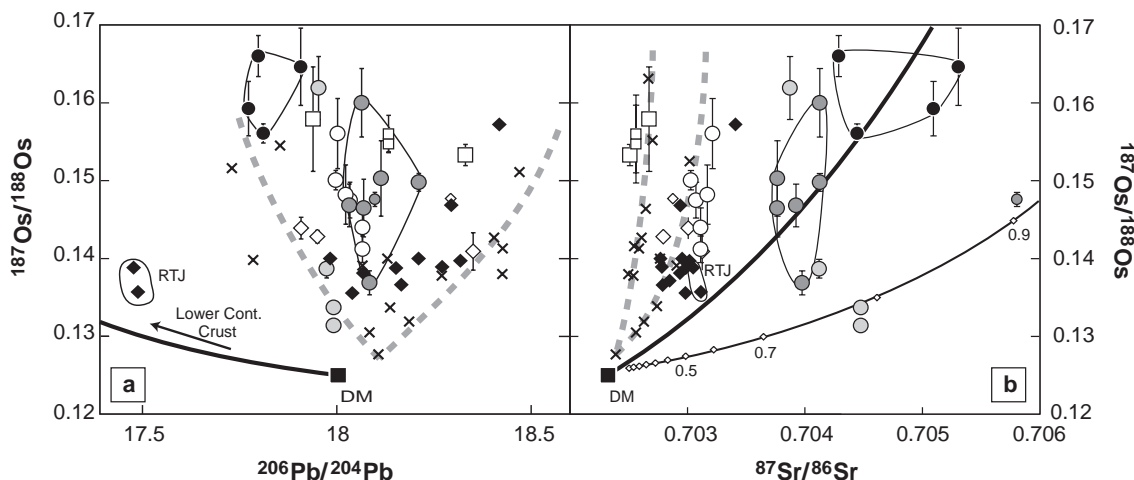 0.17
0.16
0.15
0.14
0.13
0.12
187Os/188Os
RTJ
Lower Cont.
Crust
DM
a
17.5
18
18.5
206Pb/204Pb
RTJ
0.9
0.7
0.5
DM
b
0.703
0.704
0.705
0.706
87Sr/86Sr
0.17
0.16
0.15
0.14
0.13
0.12
187Os/188Os